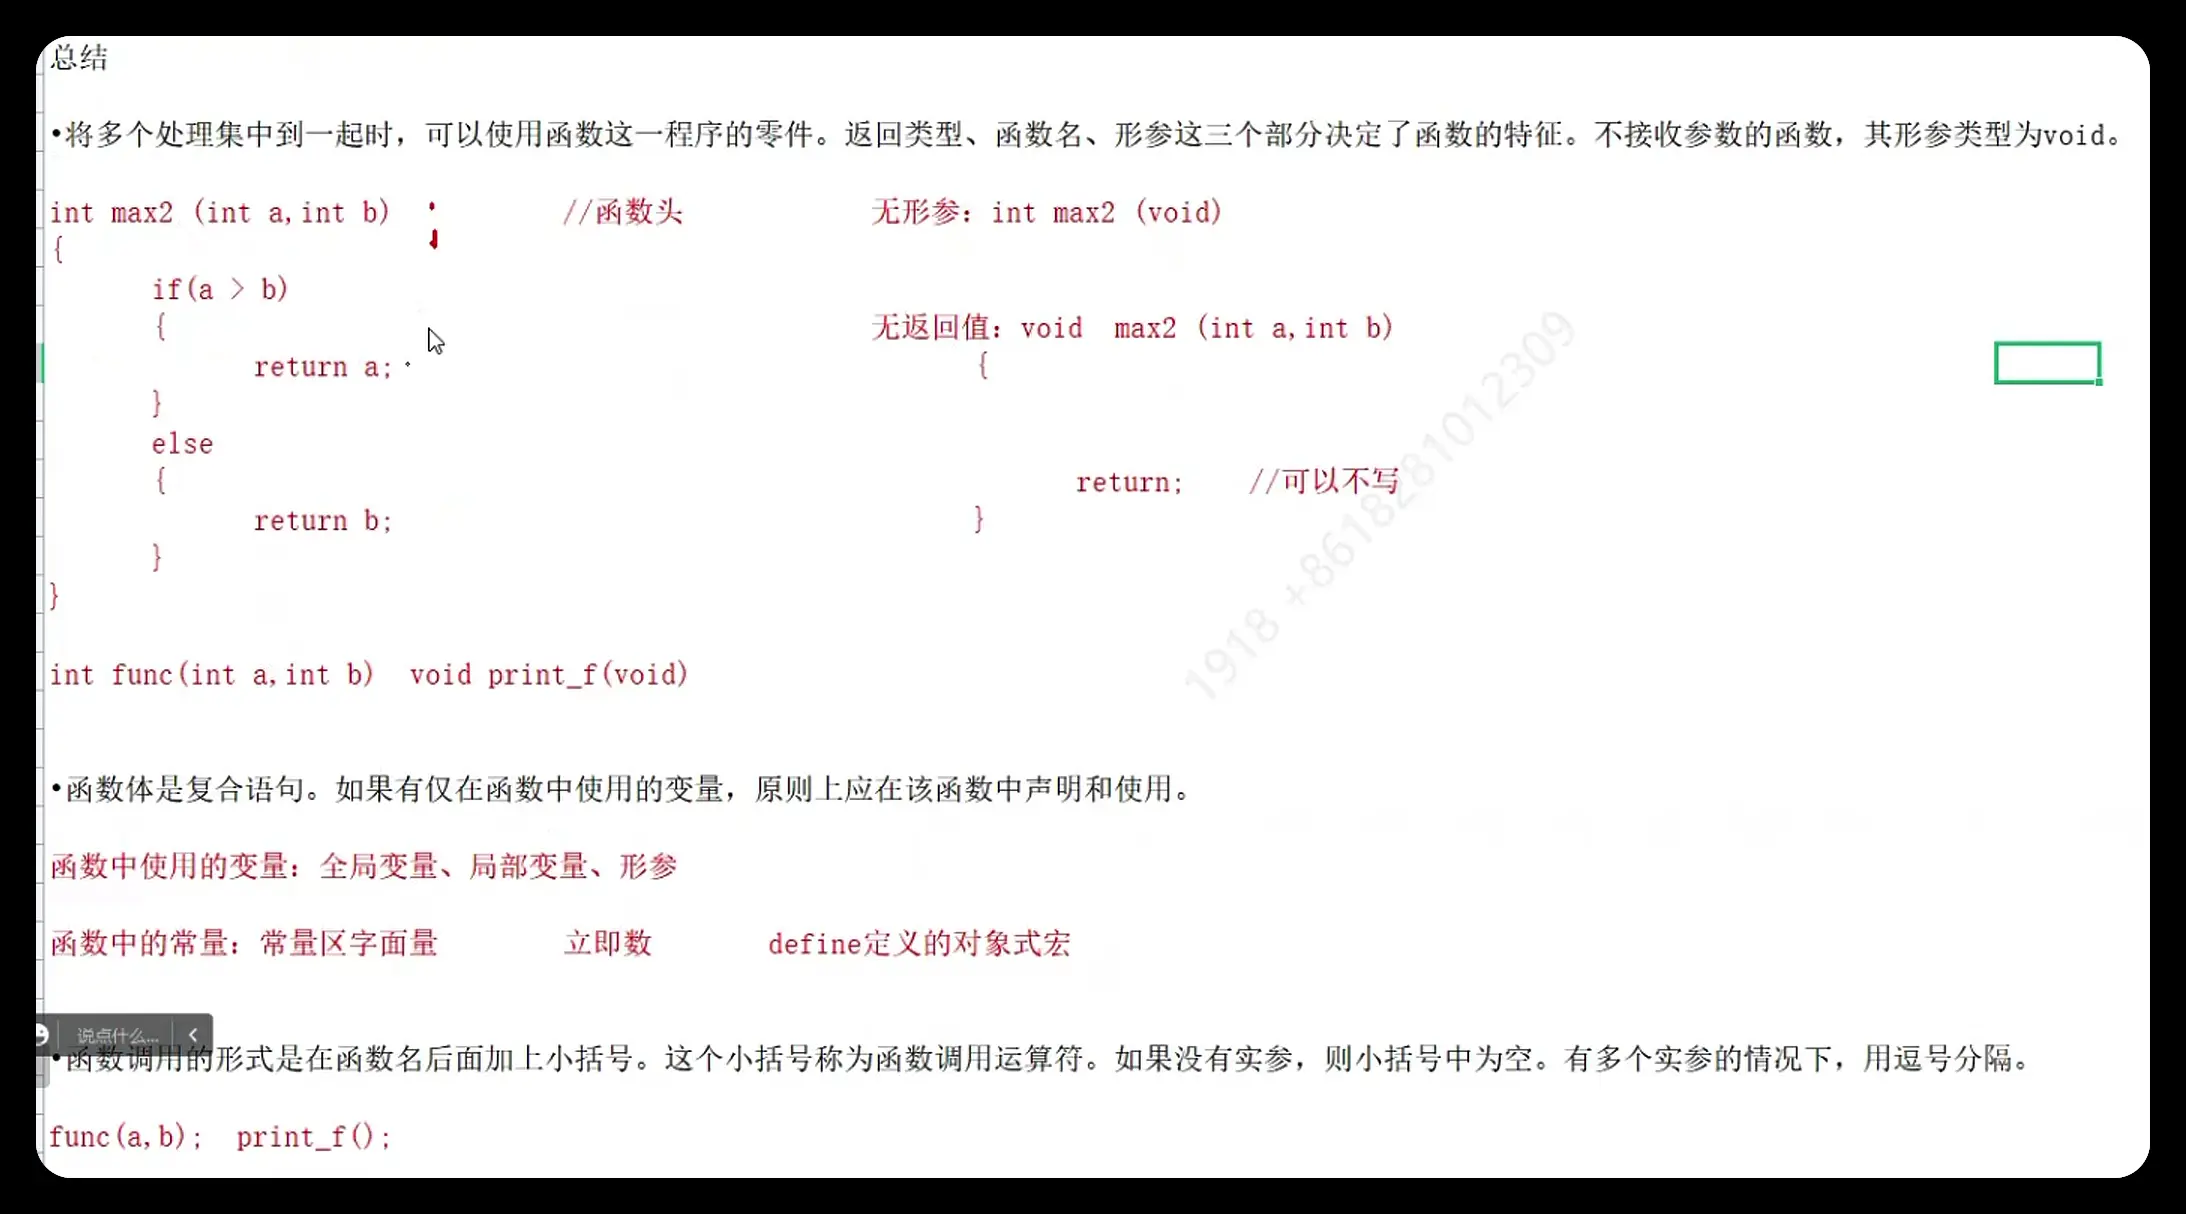 总结
•将多个处理集中到一起时，可以使用函数这一程序的零件。返回类型、函数名、形参这三个部分决定了函数的特征。不接收参数的函数，其形参类型为void。
int max2 (int a,int b) //函数头 无形参：int max2 (void)
{
if(a > b)
{ 无返回值：void max2 (int a,int b)
return a; {
}
else
{ return; //可以不写
return b; }
}
}
int func(int a,int b) void print_f(void)
•函数体是复合语句。如果有仅在函数中使用的变量，原则上应在该函数中声明和使用。
函数中使用的变量：全局变量、局部变量、形参
函数中的常量：常量区字面量 立即数 define定义的对象式宏
说点什么...
•函数调用的形式是在函数名后面加上小括号。这个小括号称为函数调用运算符。如果没有实参，则小括号中为空。有多个实参的情况下，用逗号分隔。
func(a,b); print_f();
1918 +8618281012309